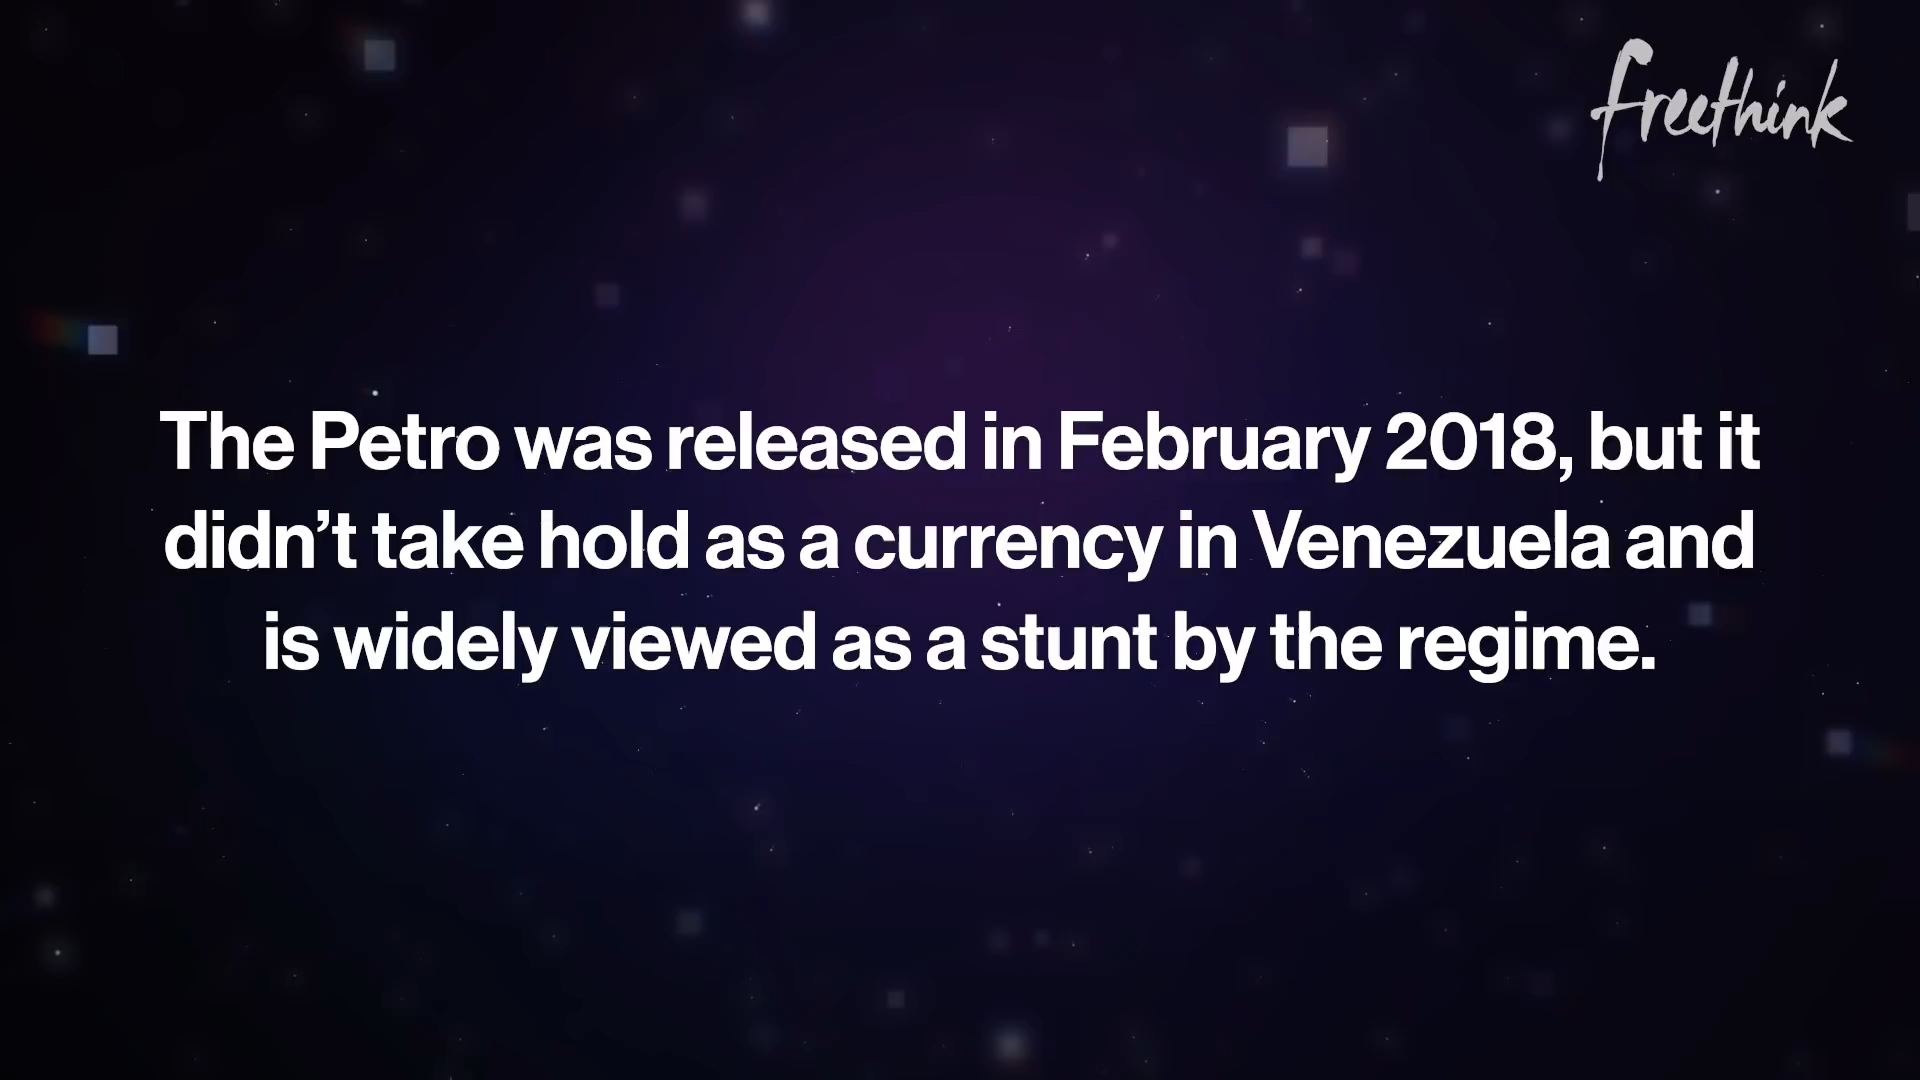 freethink
The Petro was released in February 2018, but it
didn’t take hold as a currency in Venezuela and
is widely viewed as a stunt by the regime.